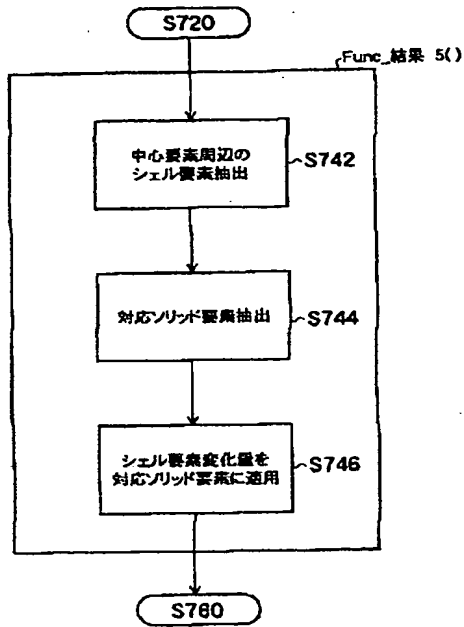 S720
Func_結果 5()
中心要素周辺の
シェル要素抽出
S742
対応ソリッド要素抽出
S744
シェル要素変化量を
対応ソリッド要素に適用
S746
S760